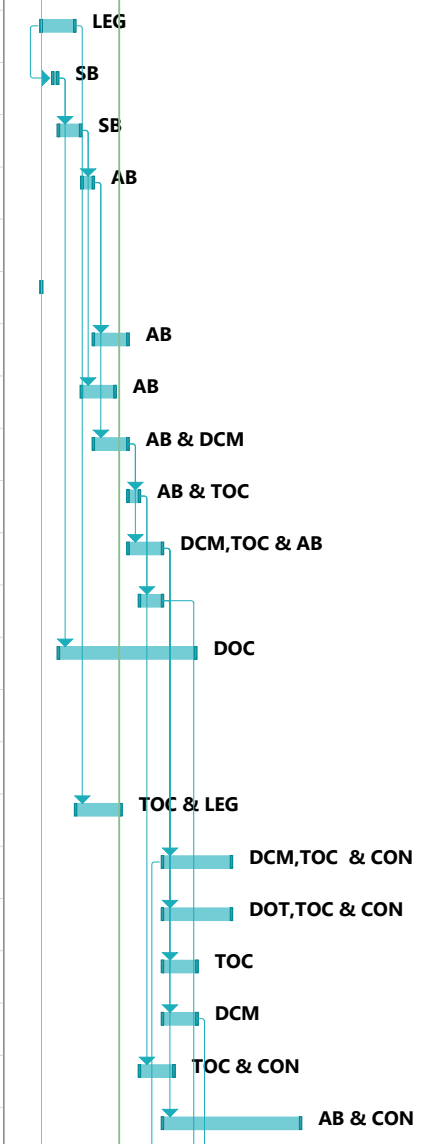 LEG
SB
SB
AB
AB
AB
AB & DCM
AB & TOC
DCM,TOC & AB
DOC
TOC & LEG
DCM,TOC & CON
DOT,TOC & CON
TOC
DCM
TOC & CON
AB & CON